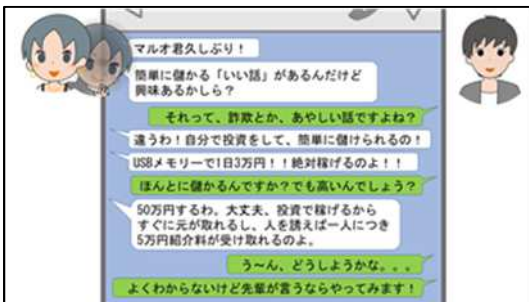 マルオ君久しぶり！
簡単に儲かる「いい話」があるんだけど
興味あるかしら？
それって、詐欺とか、あやしい話ですよね？
違うわ！自分で投資をして、簡単に儲けられるの！
USBメモリーで1日3万円！！絶対稼げるのよ！！
ほんとに儲かるんですか？でも高いんでしょう？
50万円するわ。大丈夫、投資で稼げるから
すぐに元が取れるし、人を誘えば一人につき
5万円紹介料が受け取れるのよ。
う～ん、どうしようかな。。。
よくわからないけど先輩が言うならやってみます！